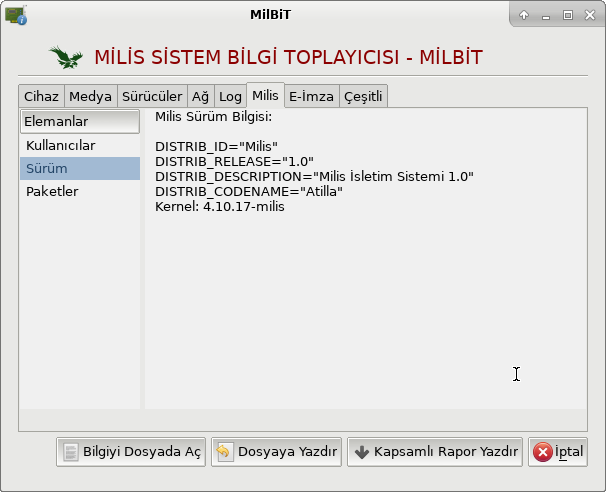 MilBiT
MİLİS SİSTEM BİLGİ TOPLAYICISI - MİLBİT
Cihaz Medya Sürücüler Ağ Log Milis E-İmza Çeşitli
Elemanlar
Kullanıcılar
Sürüm
Paketler
Milis Sürüm Bilgisi:
DISTRIB_ID="Milis"
DISTRIB_RELEASE="1.0"
DISTRIB_DESCRIPTION="Milis İsletim Sistemi 1.0"
DISTRIB_CODENAME="Atilla"
Kernel: 4.10.17-milis
Bilgiyi Dosyada Aç Dosyaya Yazdır Kapsamlı Rapor Yazdır İptal